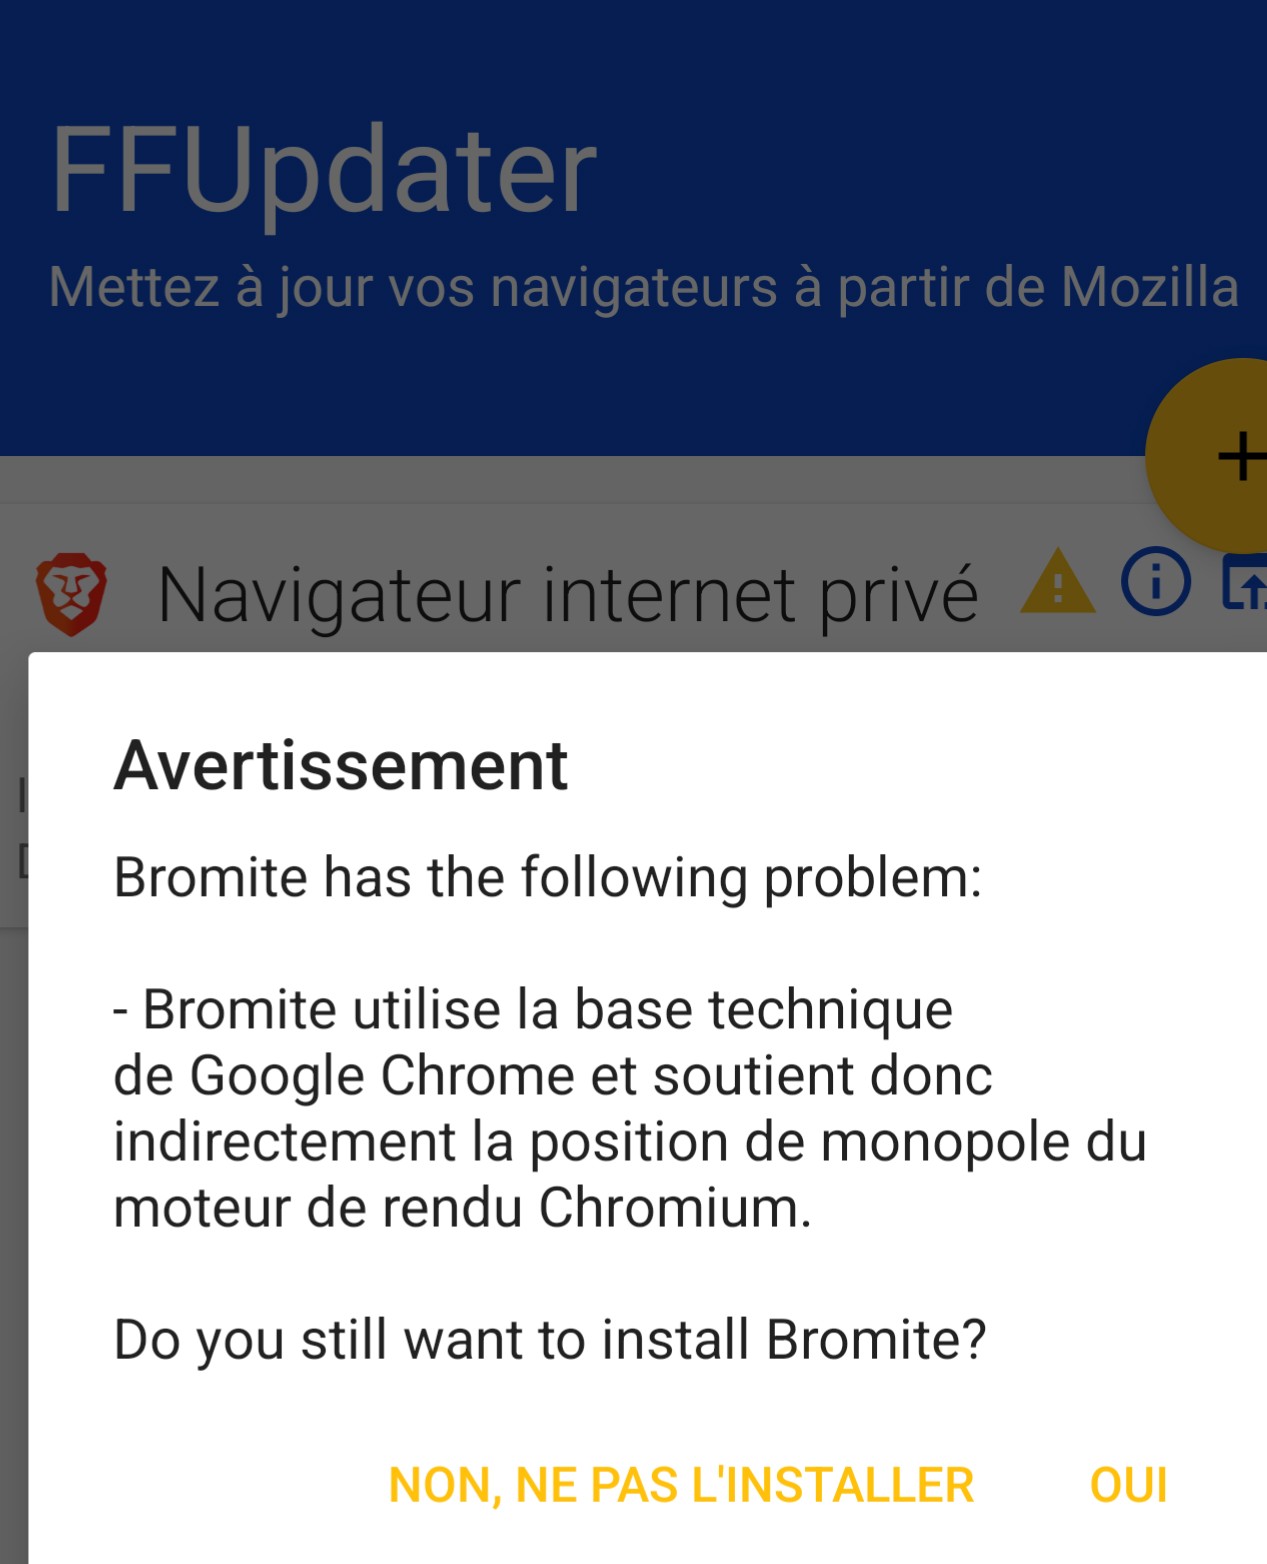 FFUpdater
Mettez à jour vos navigateurs à partir de Mozilla
Navigateur internet privé
Avertissement
Bromite has the following problem:
- Bromite utilise la base technique
de Google Chrome et soutient donc
indirectement la position de monopole du
moteur de rendu Chromium.
Do you still want to install Bromite?
NON, NE PAS L'INSTALLER
OUI